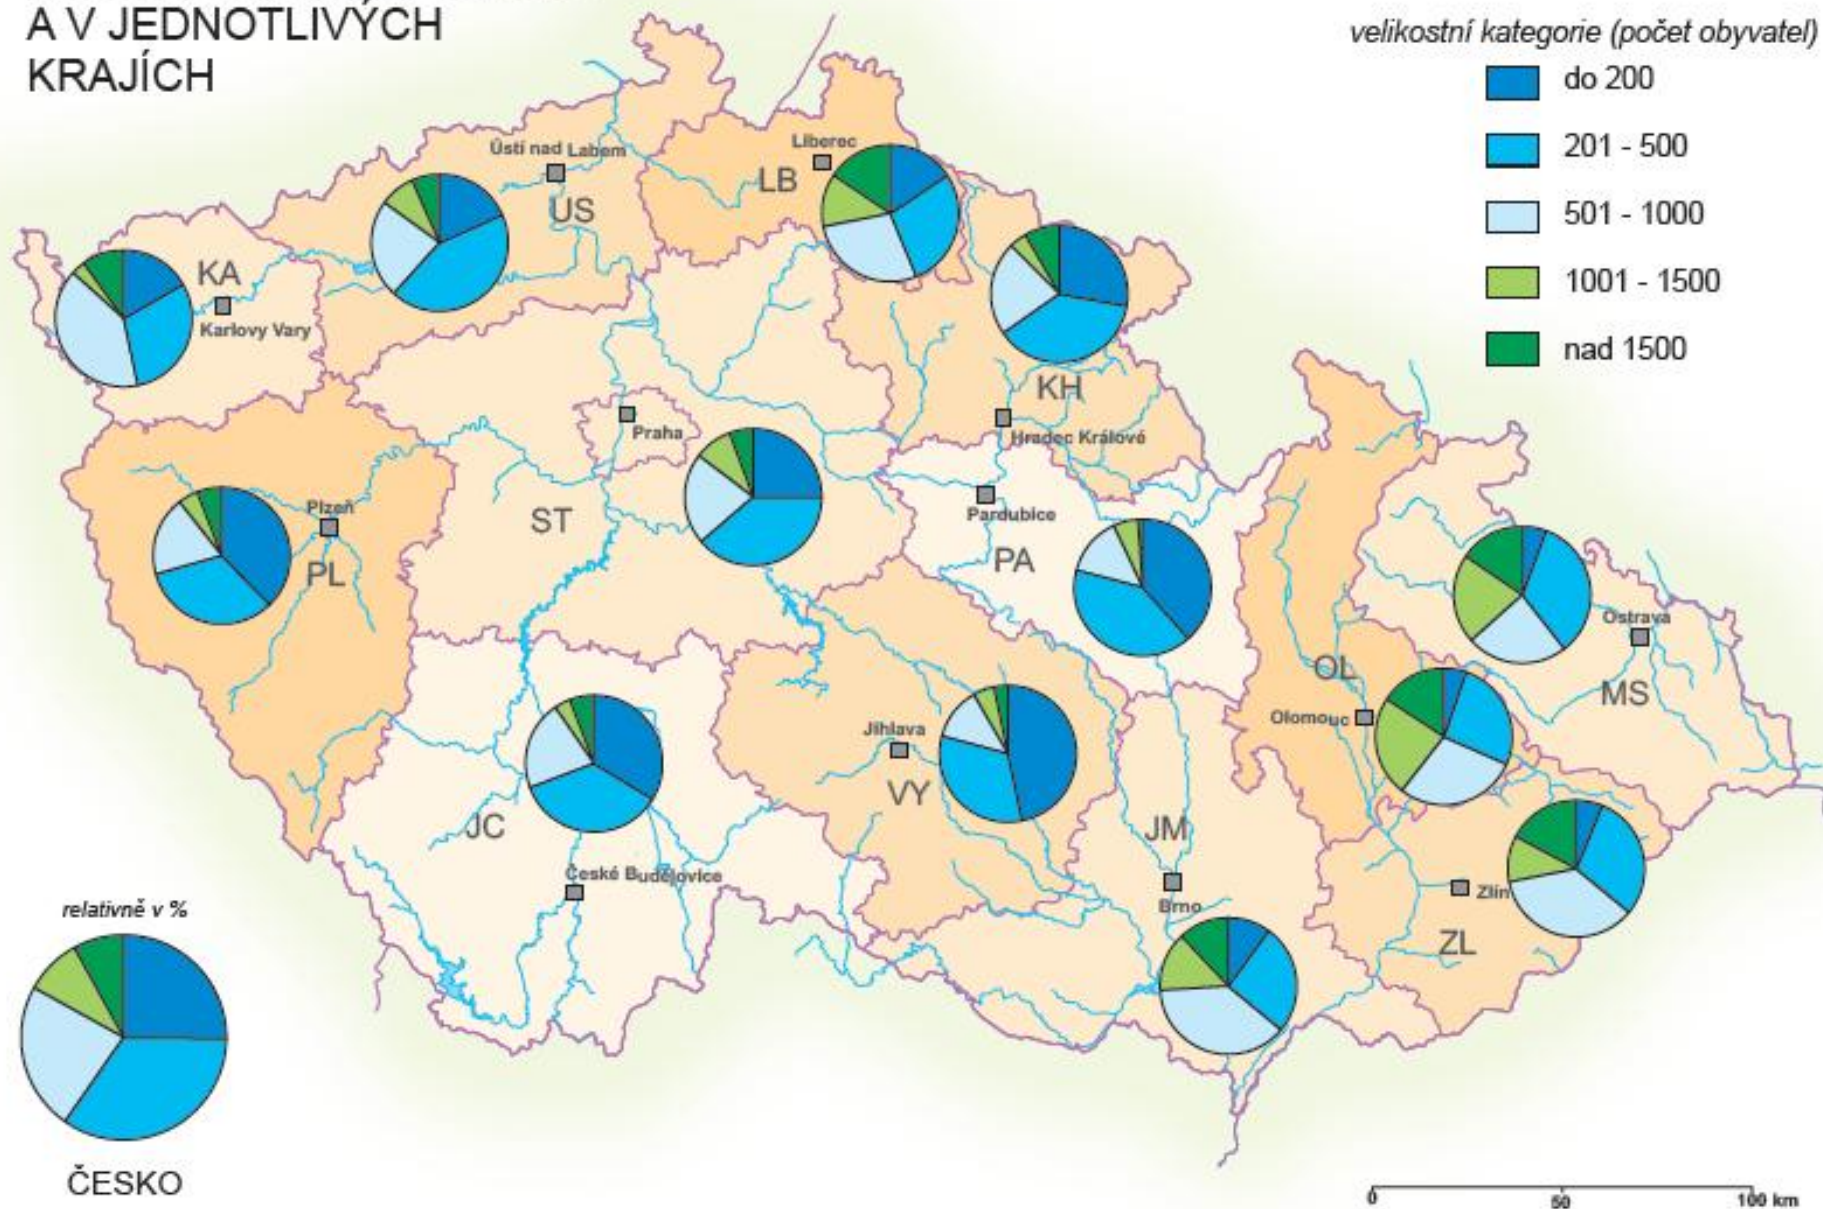 A V JEDNOTLIVÝCH
KRAJÍCH
velikostní kategorie (počet obyvatel)
do 200
201 - 500
501 - 1000
1001 - 1500
nad 1500
Liberec
Ústí nad Labem
LB
US
KA
Karlovy Vary
KH
Hradec Králové
Praha
Plzeň
ST
Pardubice
PA
PL
Ostrava
OL
MS
Olomouc
Jihlava
VY
JC
JM
České Budějovice
Brno
Zlín
ZL
relativně v %
ČESKO
0 50 100 km